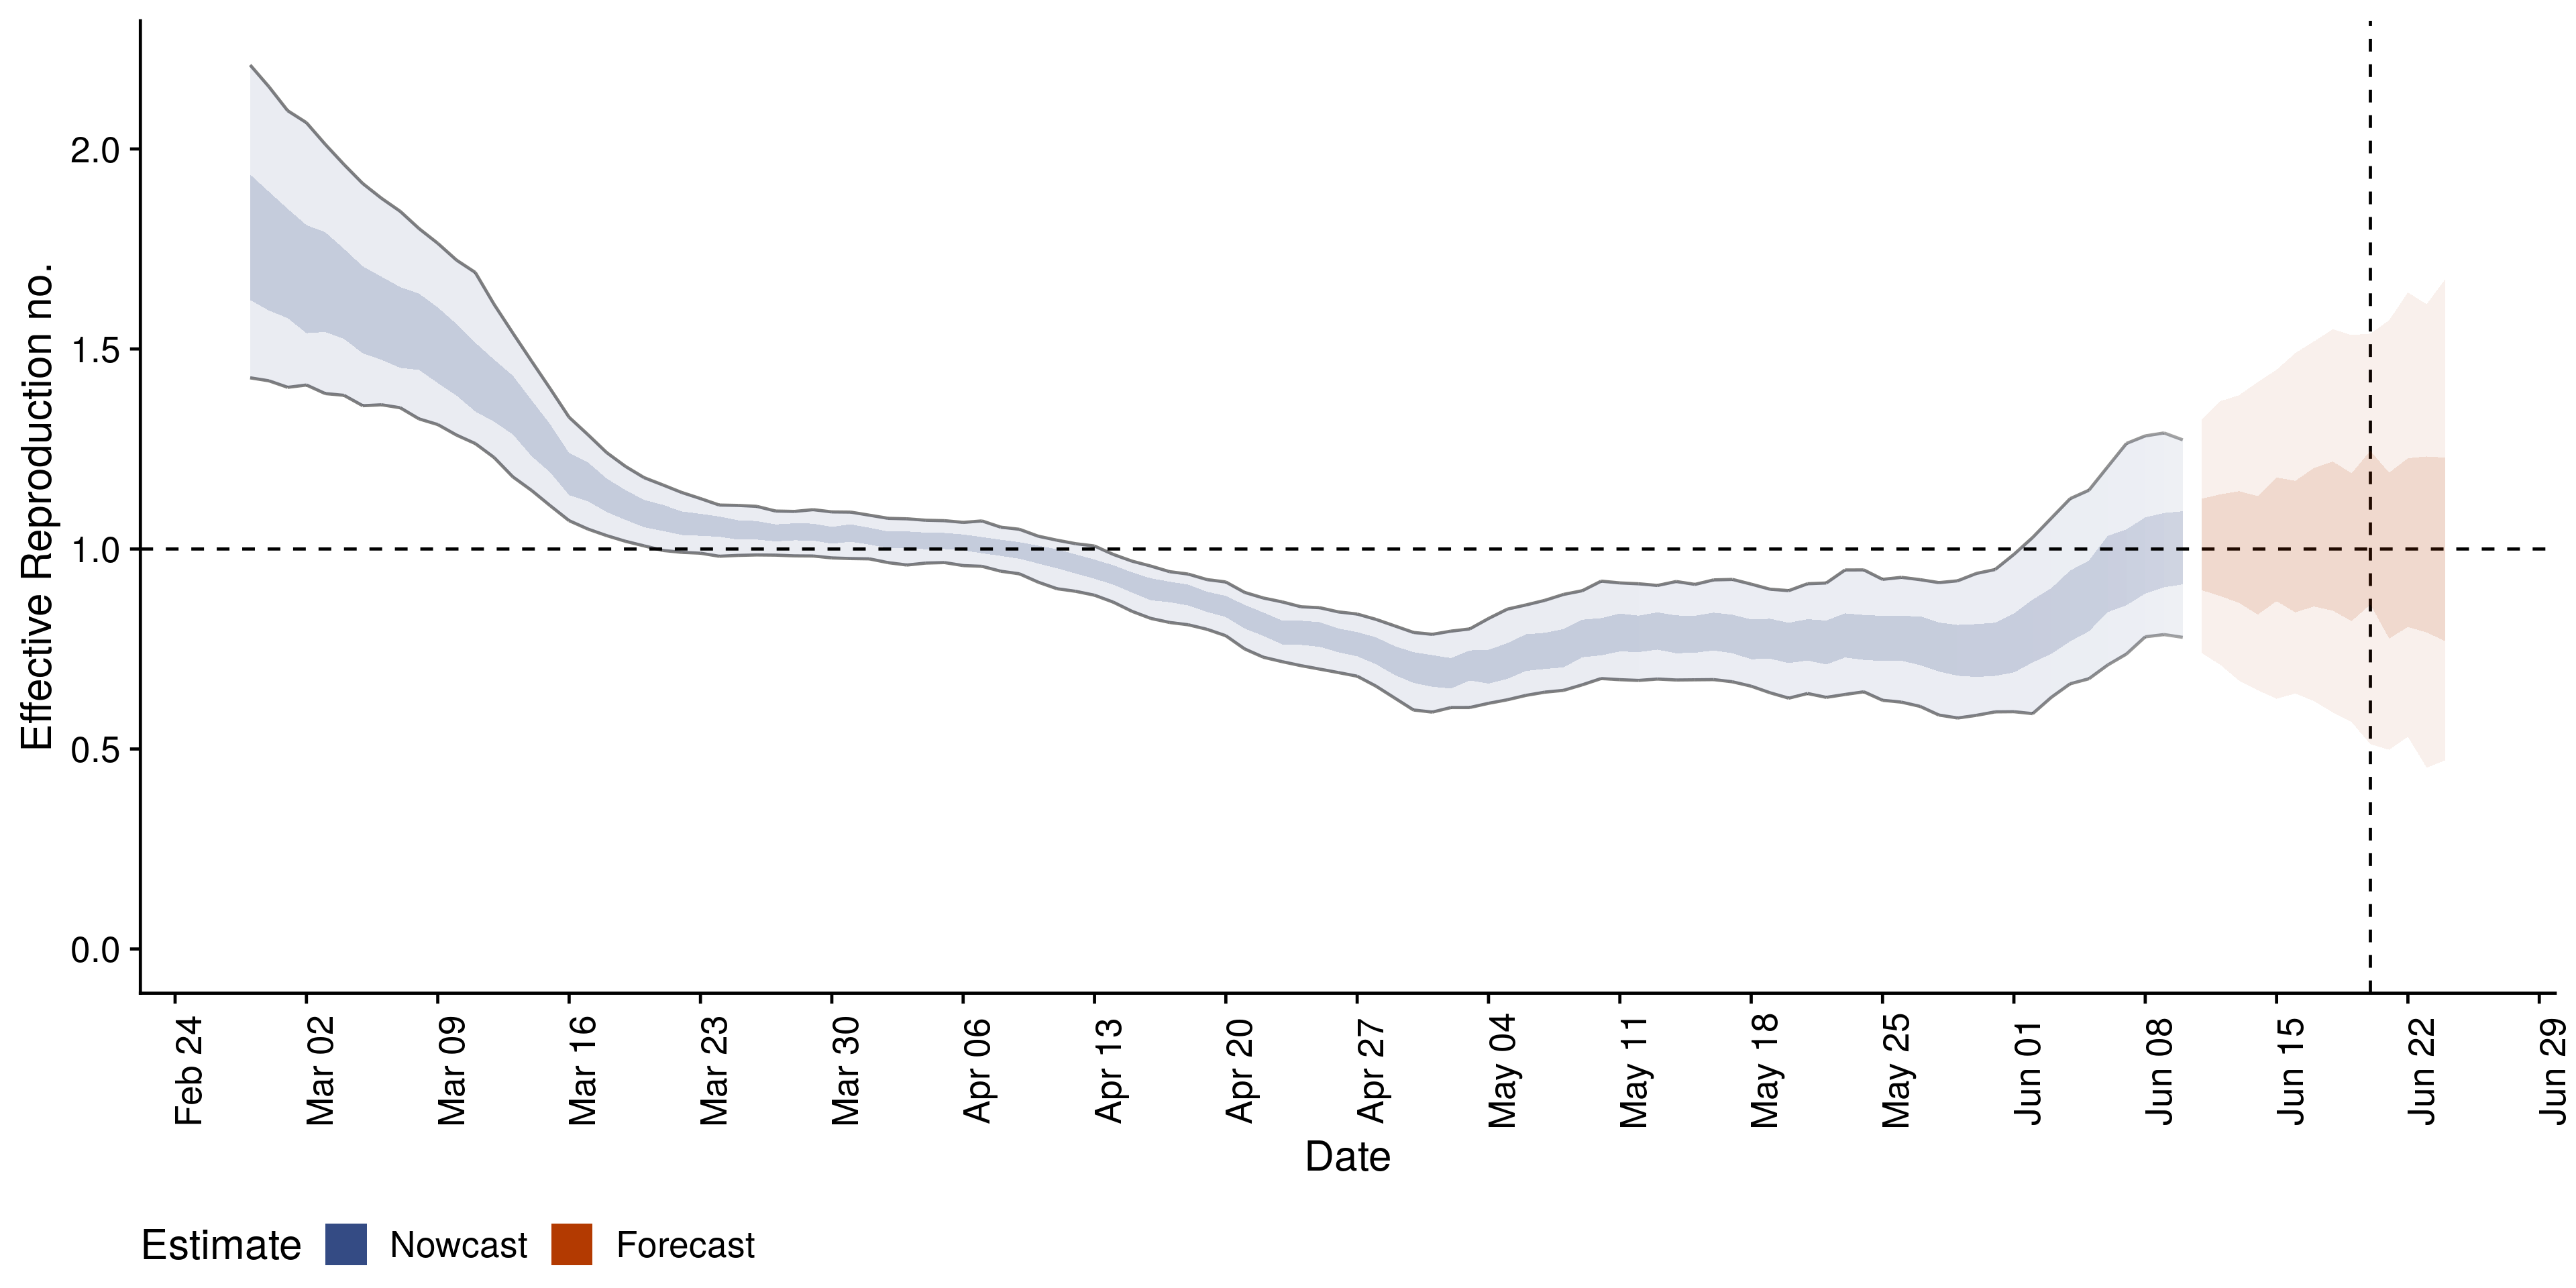 Effective Reproduction no.
2.0
1.5
1.0
0.5
0.0
Feb 24
Mar 02
Mar 09
Mar 16
Mar 23
Mar 30
Apr 06
Apr 13
Apr 20
Apr 27
May 04
May 11
May 18
May 25
Jun 01
Jun 08
Jun 15
Jun 22
Jun 29
Date
Estimate Nowcast Forecast